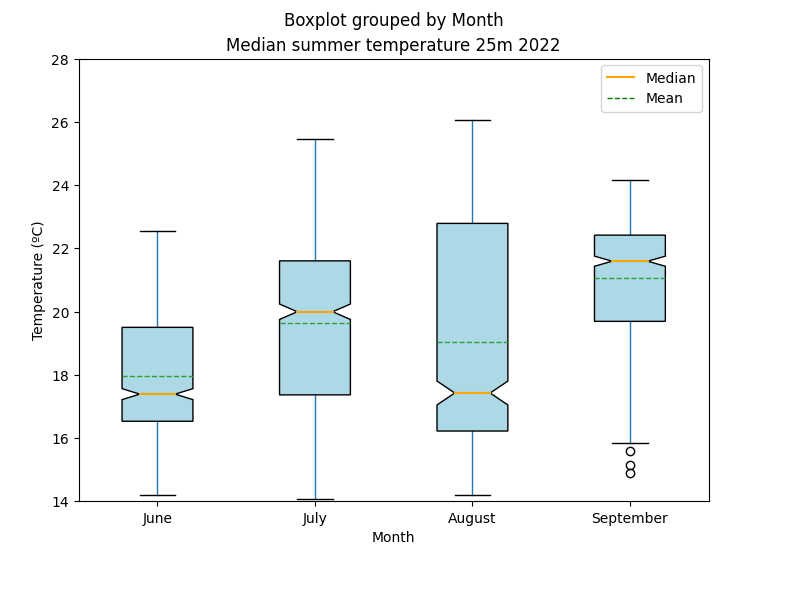 Boxplot grouped by Month
Median summer temperature 25m 2022
Median
Mean
Temperature (ºC)
28
26
24
22
20
18
16
14
June July August September
Month